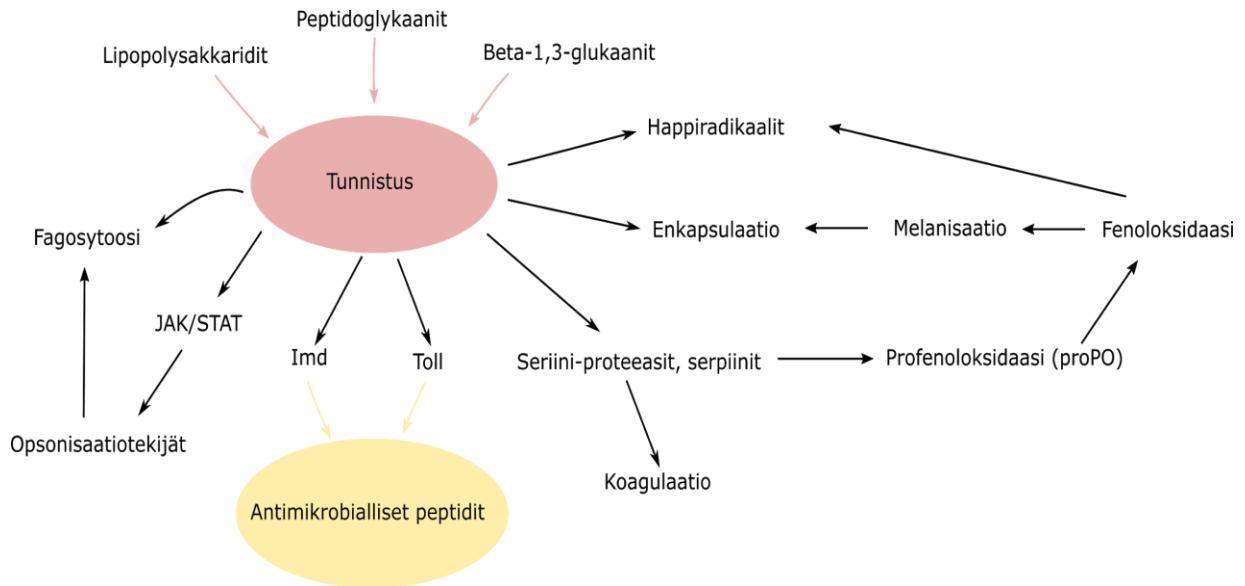 Peptidoglykaanit
Lipopolysakkaridit
Beta-1,3-glukaanit
Happiradikaalit
Tunnistus
Fagosytoosi
Enkapsulaatio
Melanisaatio
Fenoloksidaasi
JAK/STAT
Imd
Toll
Seriini-proteeasit, serpiinit
Profenoloksidaasi (proPO)
Opsonisaatiotekijät
Koagulaatio
Antimikrobialliset peptidit